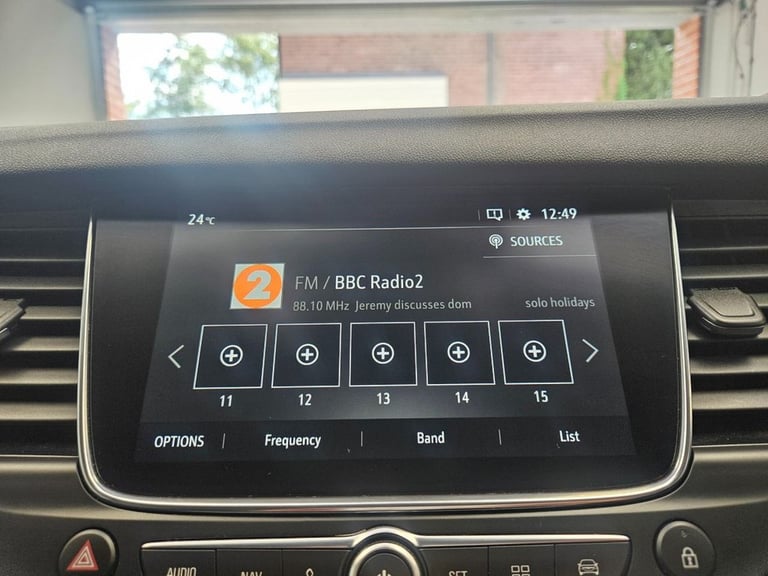 24°C 12:49
SOURCES
2 FM / BBC Radio2
88.10 MHz Jeremy discusses dom solo holidays
11 12 13 14 15
OPTIONS Frequency Band List
AUDIO NAV SET